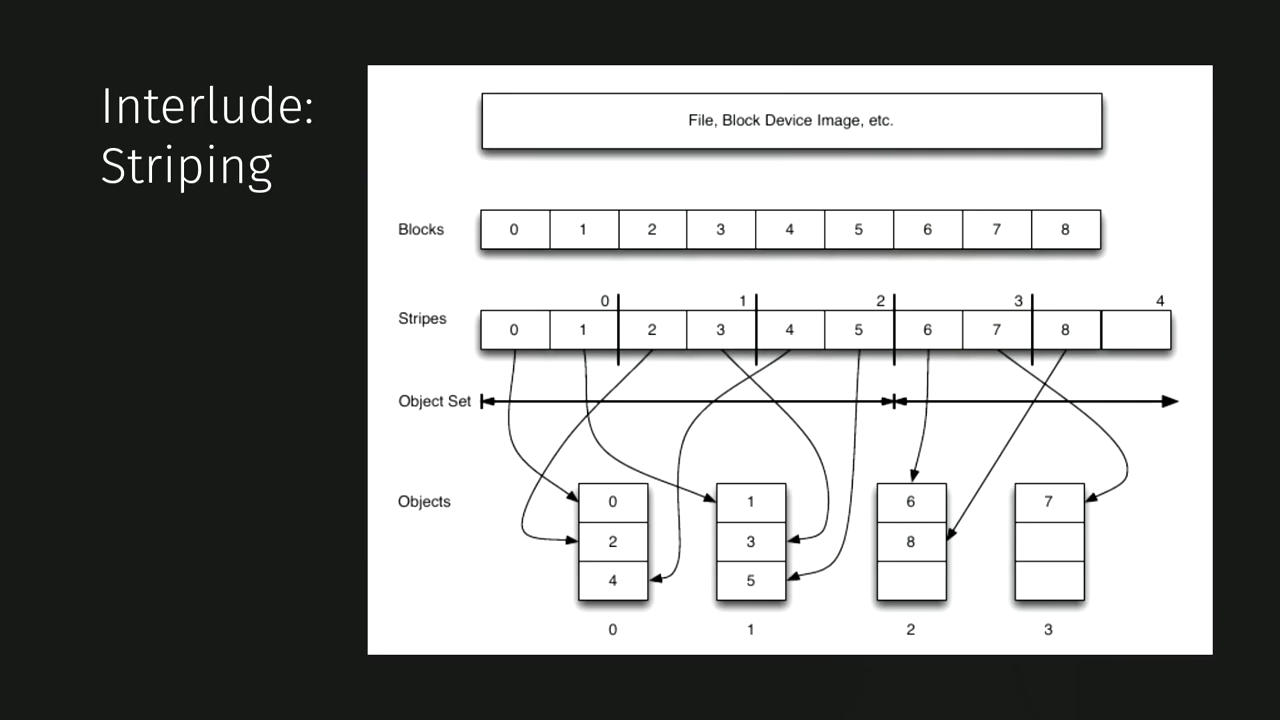 Interlude:
Striping
File, Block Device Image, etc.
Blocks
0 1 2 3 4 5 6 7 8
0 1 2 3 4
Stripes
0 1 2 3 4 5 6 7 8
Object Set
Objects
0 1 6 7
2 3 8
4 5
0 1 2 3